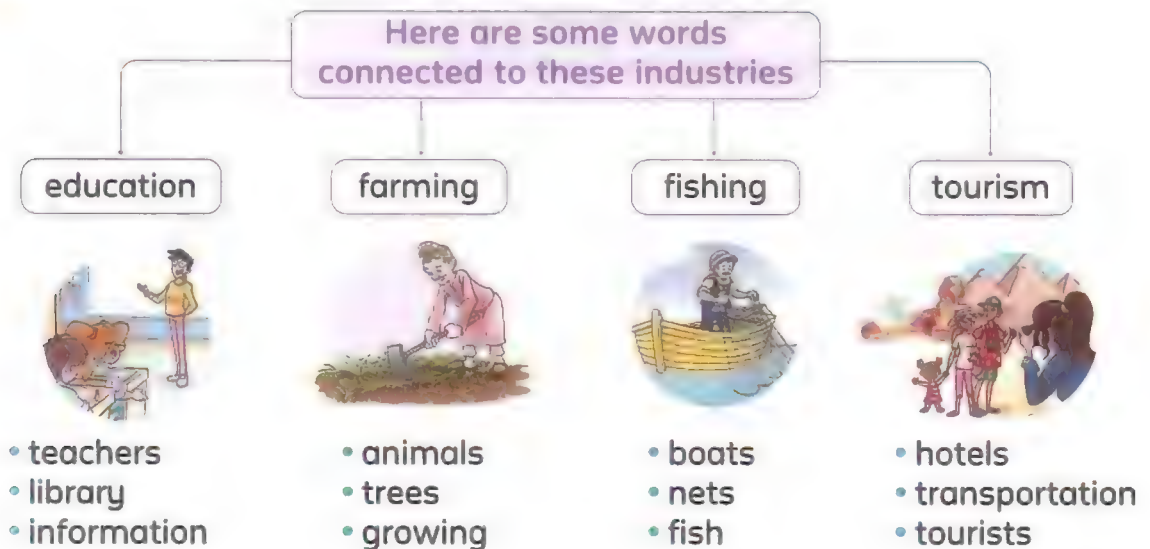 Here are some words
connected to these industries
education
farming
fishing
tourism
• teachers
• library
• information
• animals
• trees
• growing
• boats
• nets
• fish
• hotels
• transportation
• tourists